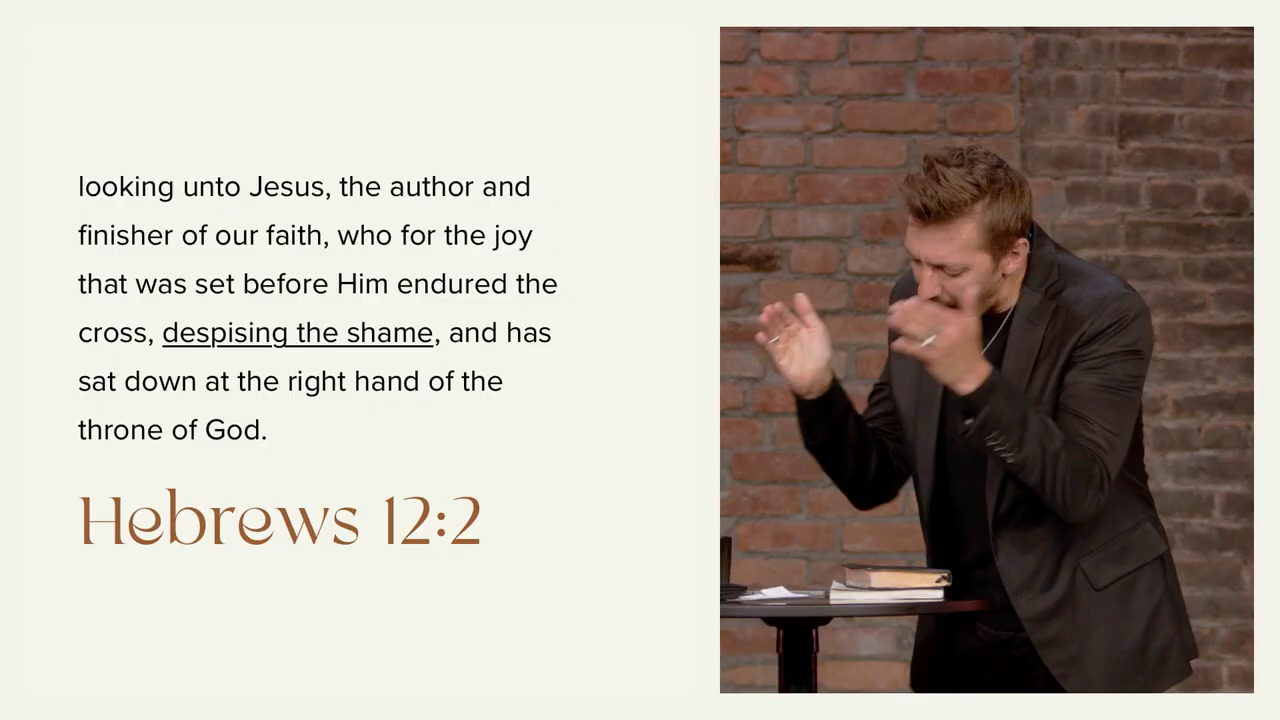 looking unto Jesus, the author and
finisher of our faith, who for the joy
that was set before Him endured the
cross, despising the shame, and has
sat down at the right hand of the
throne of God.
Hebrews 12:2